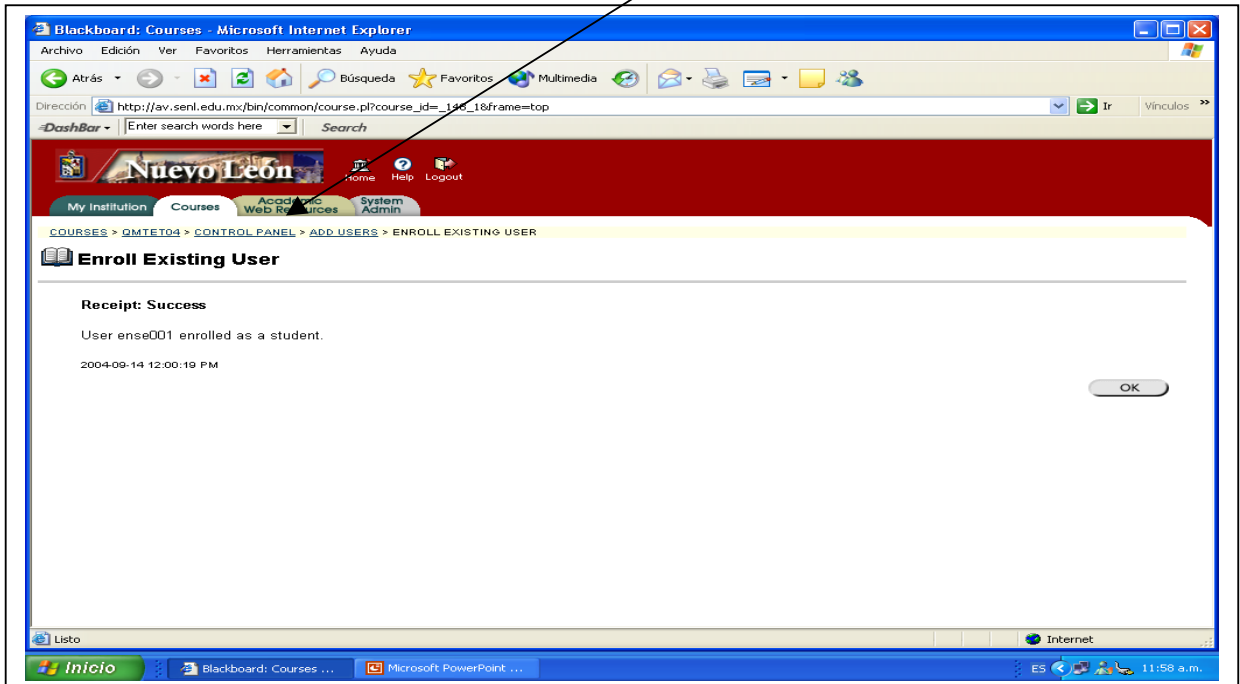 Blackboard: Courses - Microsoft Internet Explorer
Archivo Edición Ver Favoritos Herramientas Ayuda
Atrás Búsqueda Favoritos Multimedia
Dirección http://av.senl.edu.mx/bin/common/course.pl?course_id=_146_1&frame=top Ir Vínculos »
DashBar Enter search words here Search
Nuevo León Home Help Logout
My Institution Courses Academic Web Resources System Admin
COURSES > QMTET04 > CONTROL PANEL > ADD USERS > ENROLL EXISTING USER
Enroll Existing User
Receipt: Success
User ense001 enrolled as a student.
2004-09-14 12:00:19 PM
OK
Listo Internet
Inicio Blackboard: Courses ... Microsoft PowerPoint ... ES 11:58 a.m.